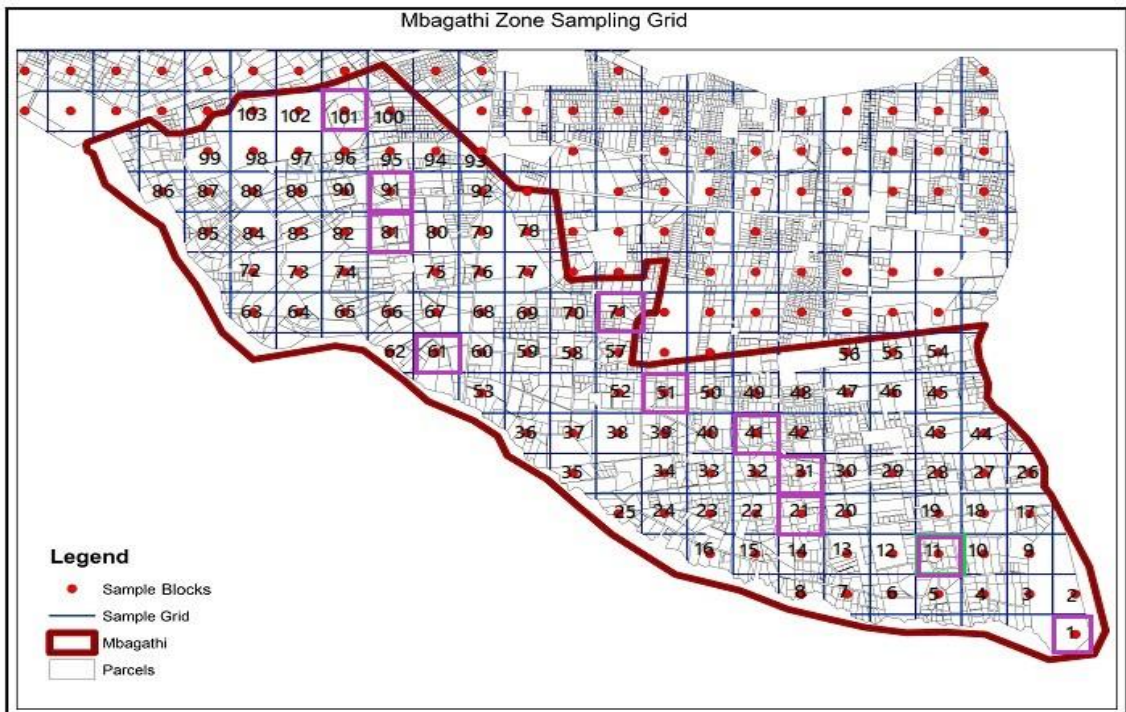 Mbagathi Zone Sampling Grid
103 102 101 100
99 98 97 96 95 94 93
86 87 88 89 90 91 92
85 84 83 82 81 80 79 78
72 73 74 75 76 77
63 64 65 66 67 68 69 70 71
62 61 60 59 58 57 56 55 54
53 52 51 50 49 48 47 46 45
36 37 38 39 40 41 42 43 44
35 34 33 32 31 30 29 28 27 26
25 24 23 22 21 20 19 18 17
16 15 14 13 12 11 10 9
8 7 6 5 4 3 2
1
Legend
Sample Blocks
Sample Grid
Mbagathi
Parcels